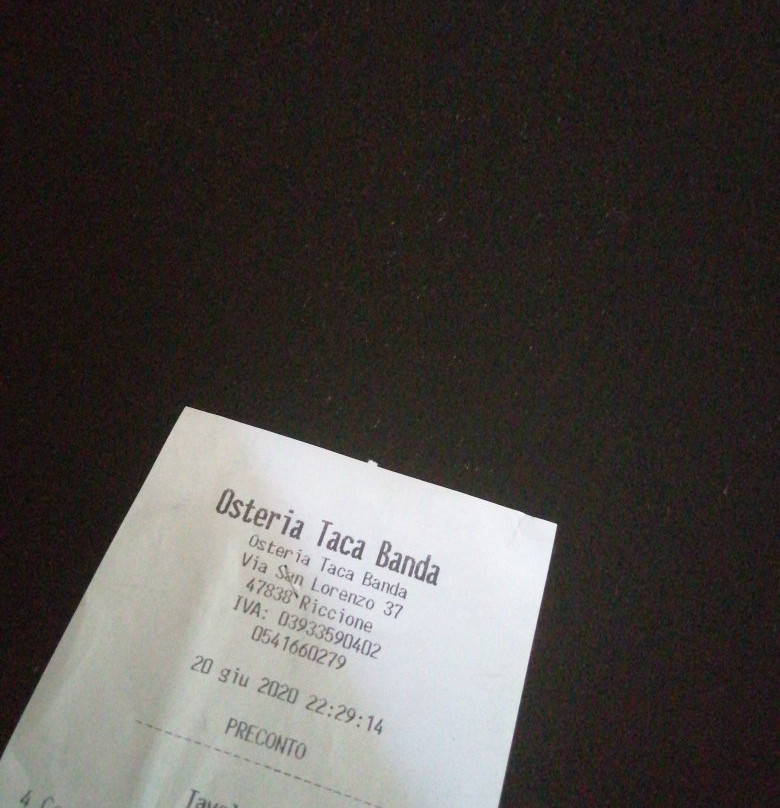 Osteria Taca Banda
Osteria Taca Banda
Via San Lorenzo 37
47838 Riccione
IVA: 03933590402
0541660279
20 giu 2020 22:29:14
PRECONTO
4